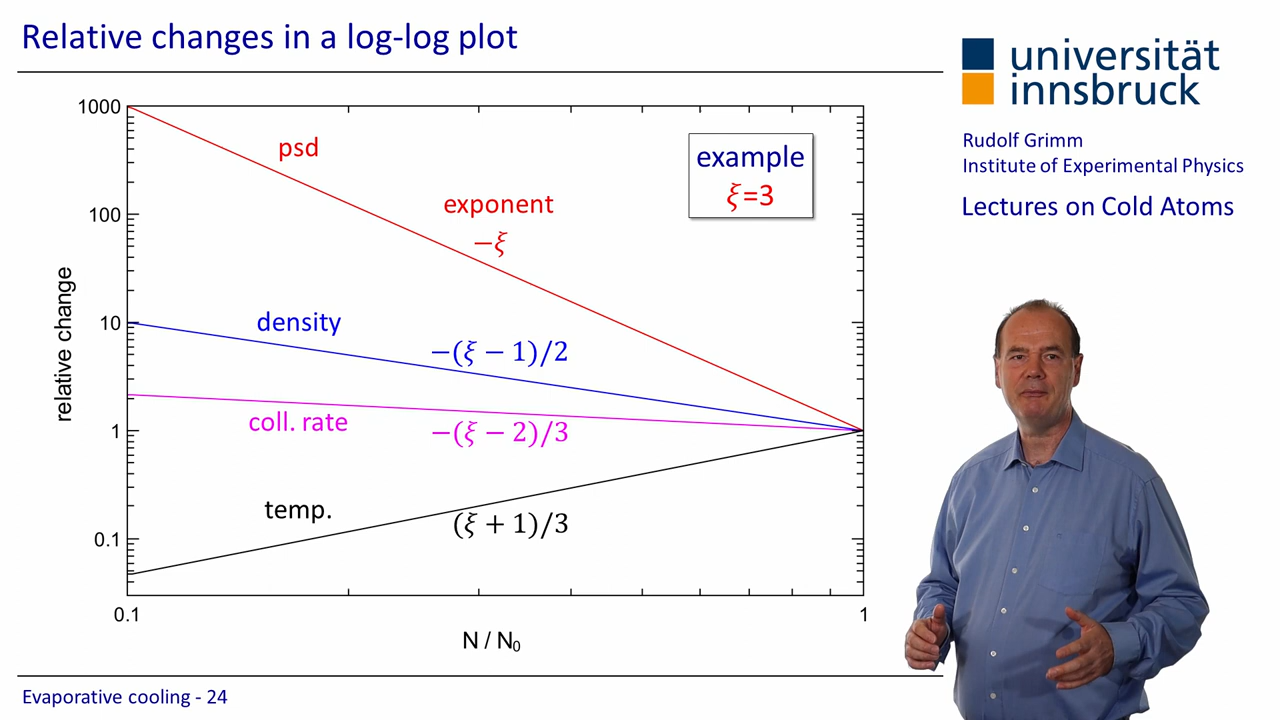 Relative changes in a log-log plot
universität
innsbruck
Rudolf Grimm
Institute of Experimental Physics
Lectures on Cold Atoms
1000
100
10
1
0.1
relative change
psd
exponent
−ξ
example
ξ=3
density
−(ξ − 1)/2
coll. rate
−(ξ − 2)/3
temp.
(ξ + 1)/3
0.1
1
N / N₀
Evaporative cooling - 24